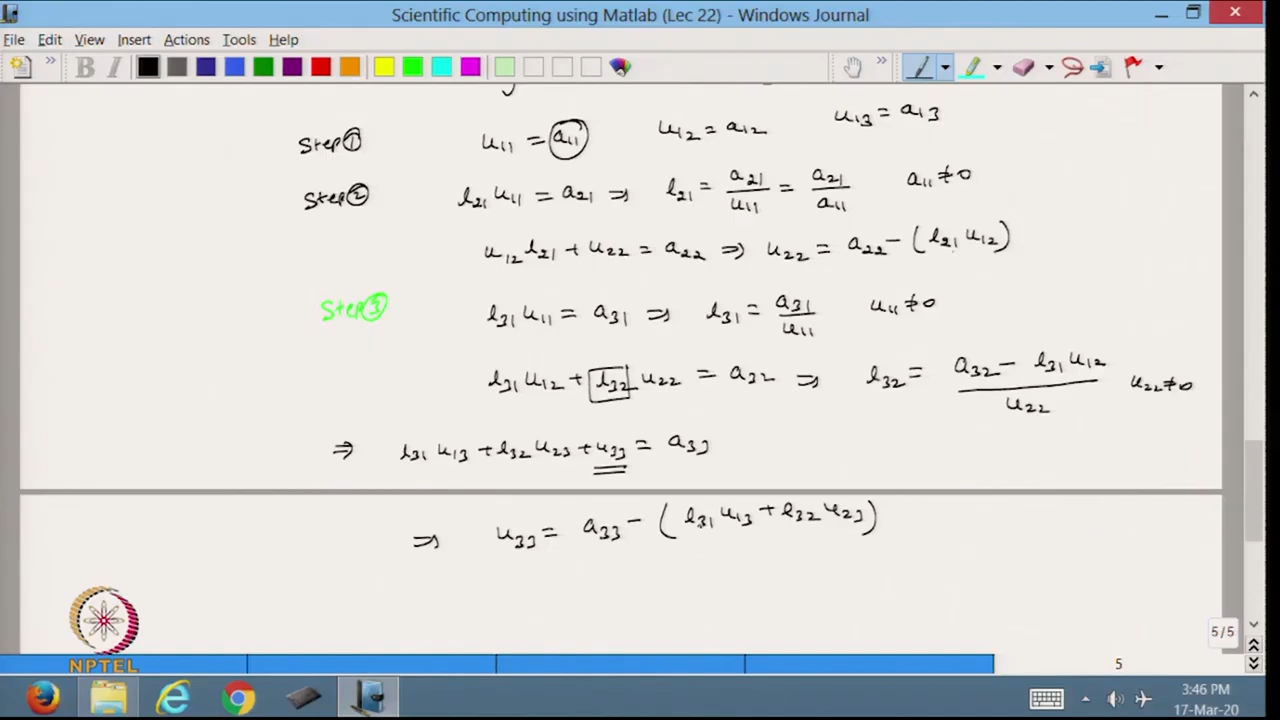 Scientific Computing using Matlab (Lec 22) - Windows Journal
File Edit View Insert Actions Tools Help
Step ① u₁₁ = a₁₁ u₁₂ = a₁₂ u₁₃ = a₁₃
Step ② l₂₁ u₁₁ = a₂₁ ⇒ l₂₁ = a₂₁/u₁₁ = a₂₁/a₁₁ a₁₁ ≠ 0
u₁₂ l₂₁ + u₂₂ = a₂₂ ⇒ u₂₂ = a₂₂ - (l₂₁ u₁₂)
Step ③ l₃₁ u₁₁ = a₃₁ ⇒ l₃₁ = a₃₁/u₁₁ u₁₁ ≠ 0
l₃₁ u₁₂ + l₃₂ u₂₂ = a₃₂ ⇒ l₃₂ = (a₃₂ - l₃₁ u₁₂)/u₂₂ u₂₂ ≠ 0
⇒ l₃₁ u₁₃ + l₃₂ u₂₃ + u₃₃ = a₃₃
⇒ u₃₃ = a₃₃ - (l₃₁ u₁₃ + l₃₂ u₂₃)
5 / 5
NPTEL
5
3:46 PM
17-Mar-20